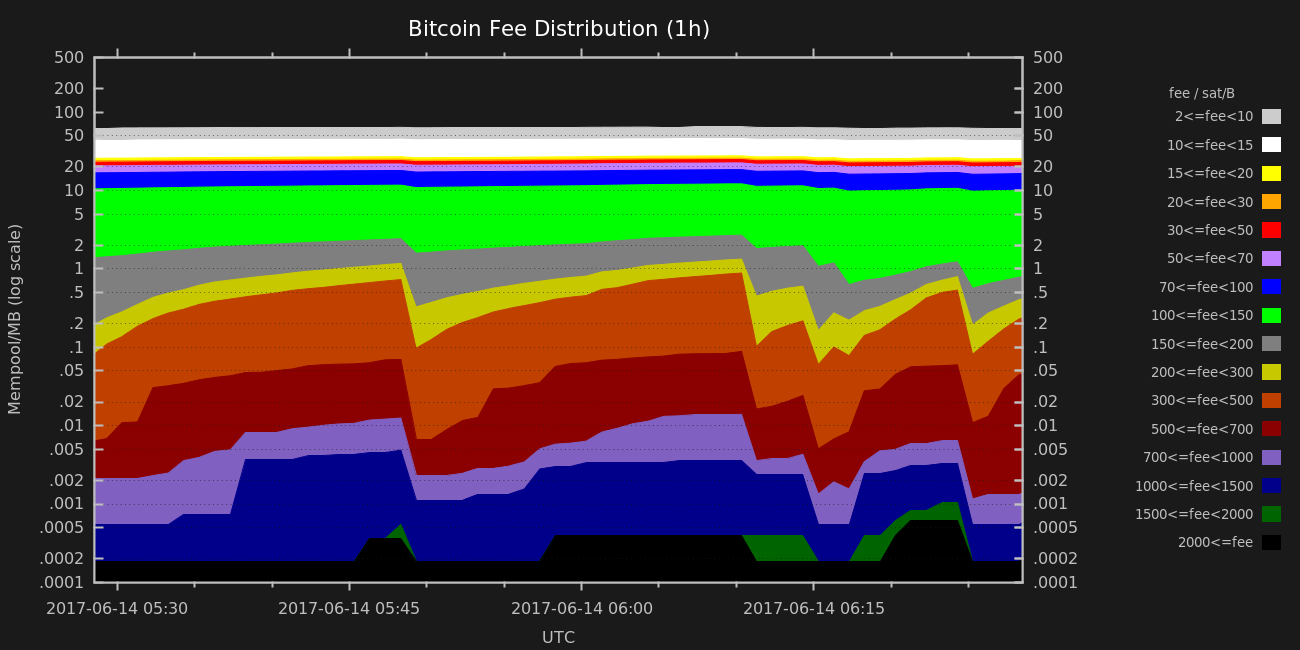 Bitcoin Fee Distribution (1h)
500 500
200 200
100 100
50 50
20 20
10 10
5 5
2 2
1 1
.5 .5
.2 .2
.1 .1
.05 .05
.02 .02
.01 .01
.005 .005
.002 .002
.001 .001
.0005 .0005
.0002 .0002
.0001 .0001
Mempool/MB (log scale)
2017-06-14 05:30 2017-06-14 05:45 2017-06-14 06:00 2017-06-14 06:15
UTC
fee / sat/B
2<=fee<10
10<=fee<15
15<=fee<20
20<=fee<30
30<=fee<50
50<=fee<70
70<=fee<100
100<=fee<150
150<=fee<200
200<=fee<300
300<=fee<500
500<=fee<700
700<=fee<1000
1000<=fee<1500
1500<=fee<2000
2000<=fee